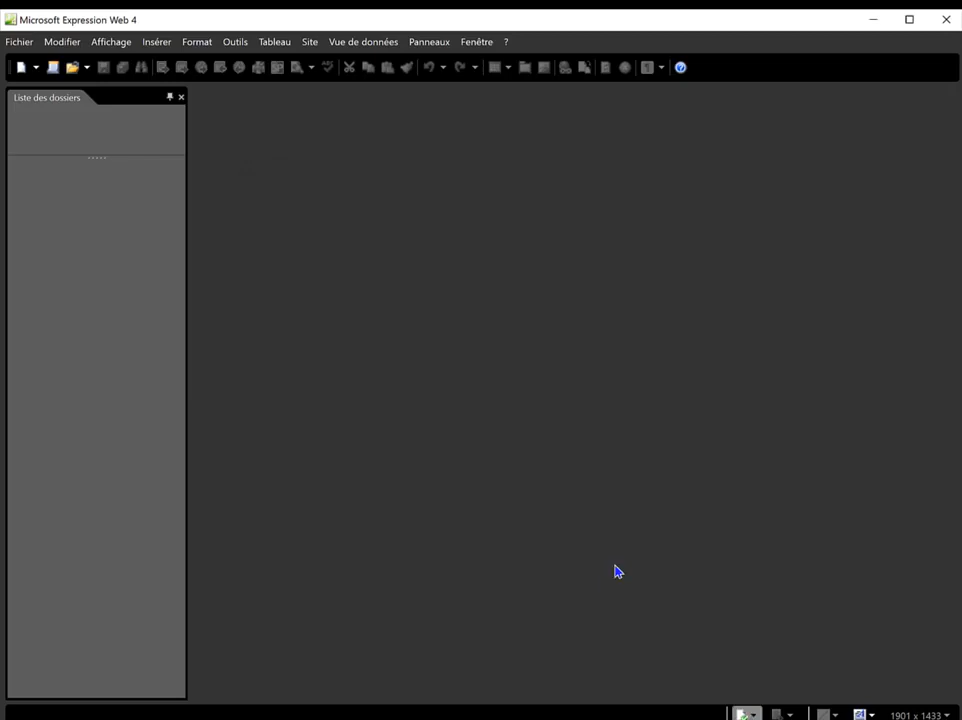 Microsoft Expression Web 4
Fichier Modifier Affichage Insérer Format Outils Tableau Site Vue de données Panneaux Fenêtre ?
Liste des dossiers
1901 x 1433